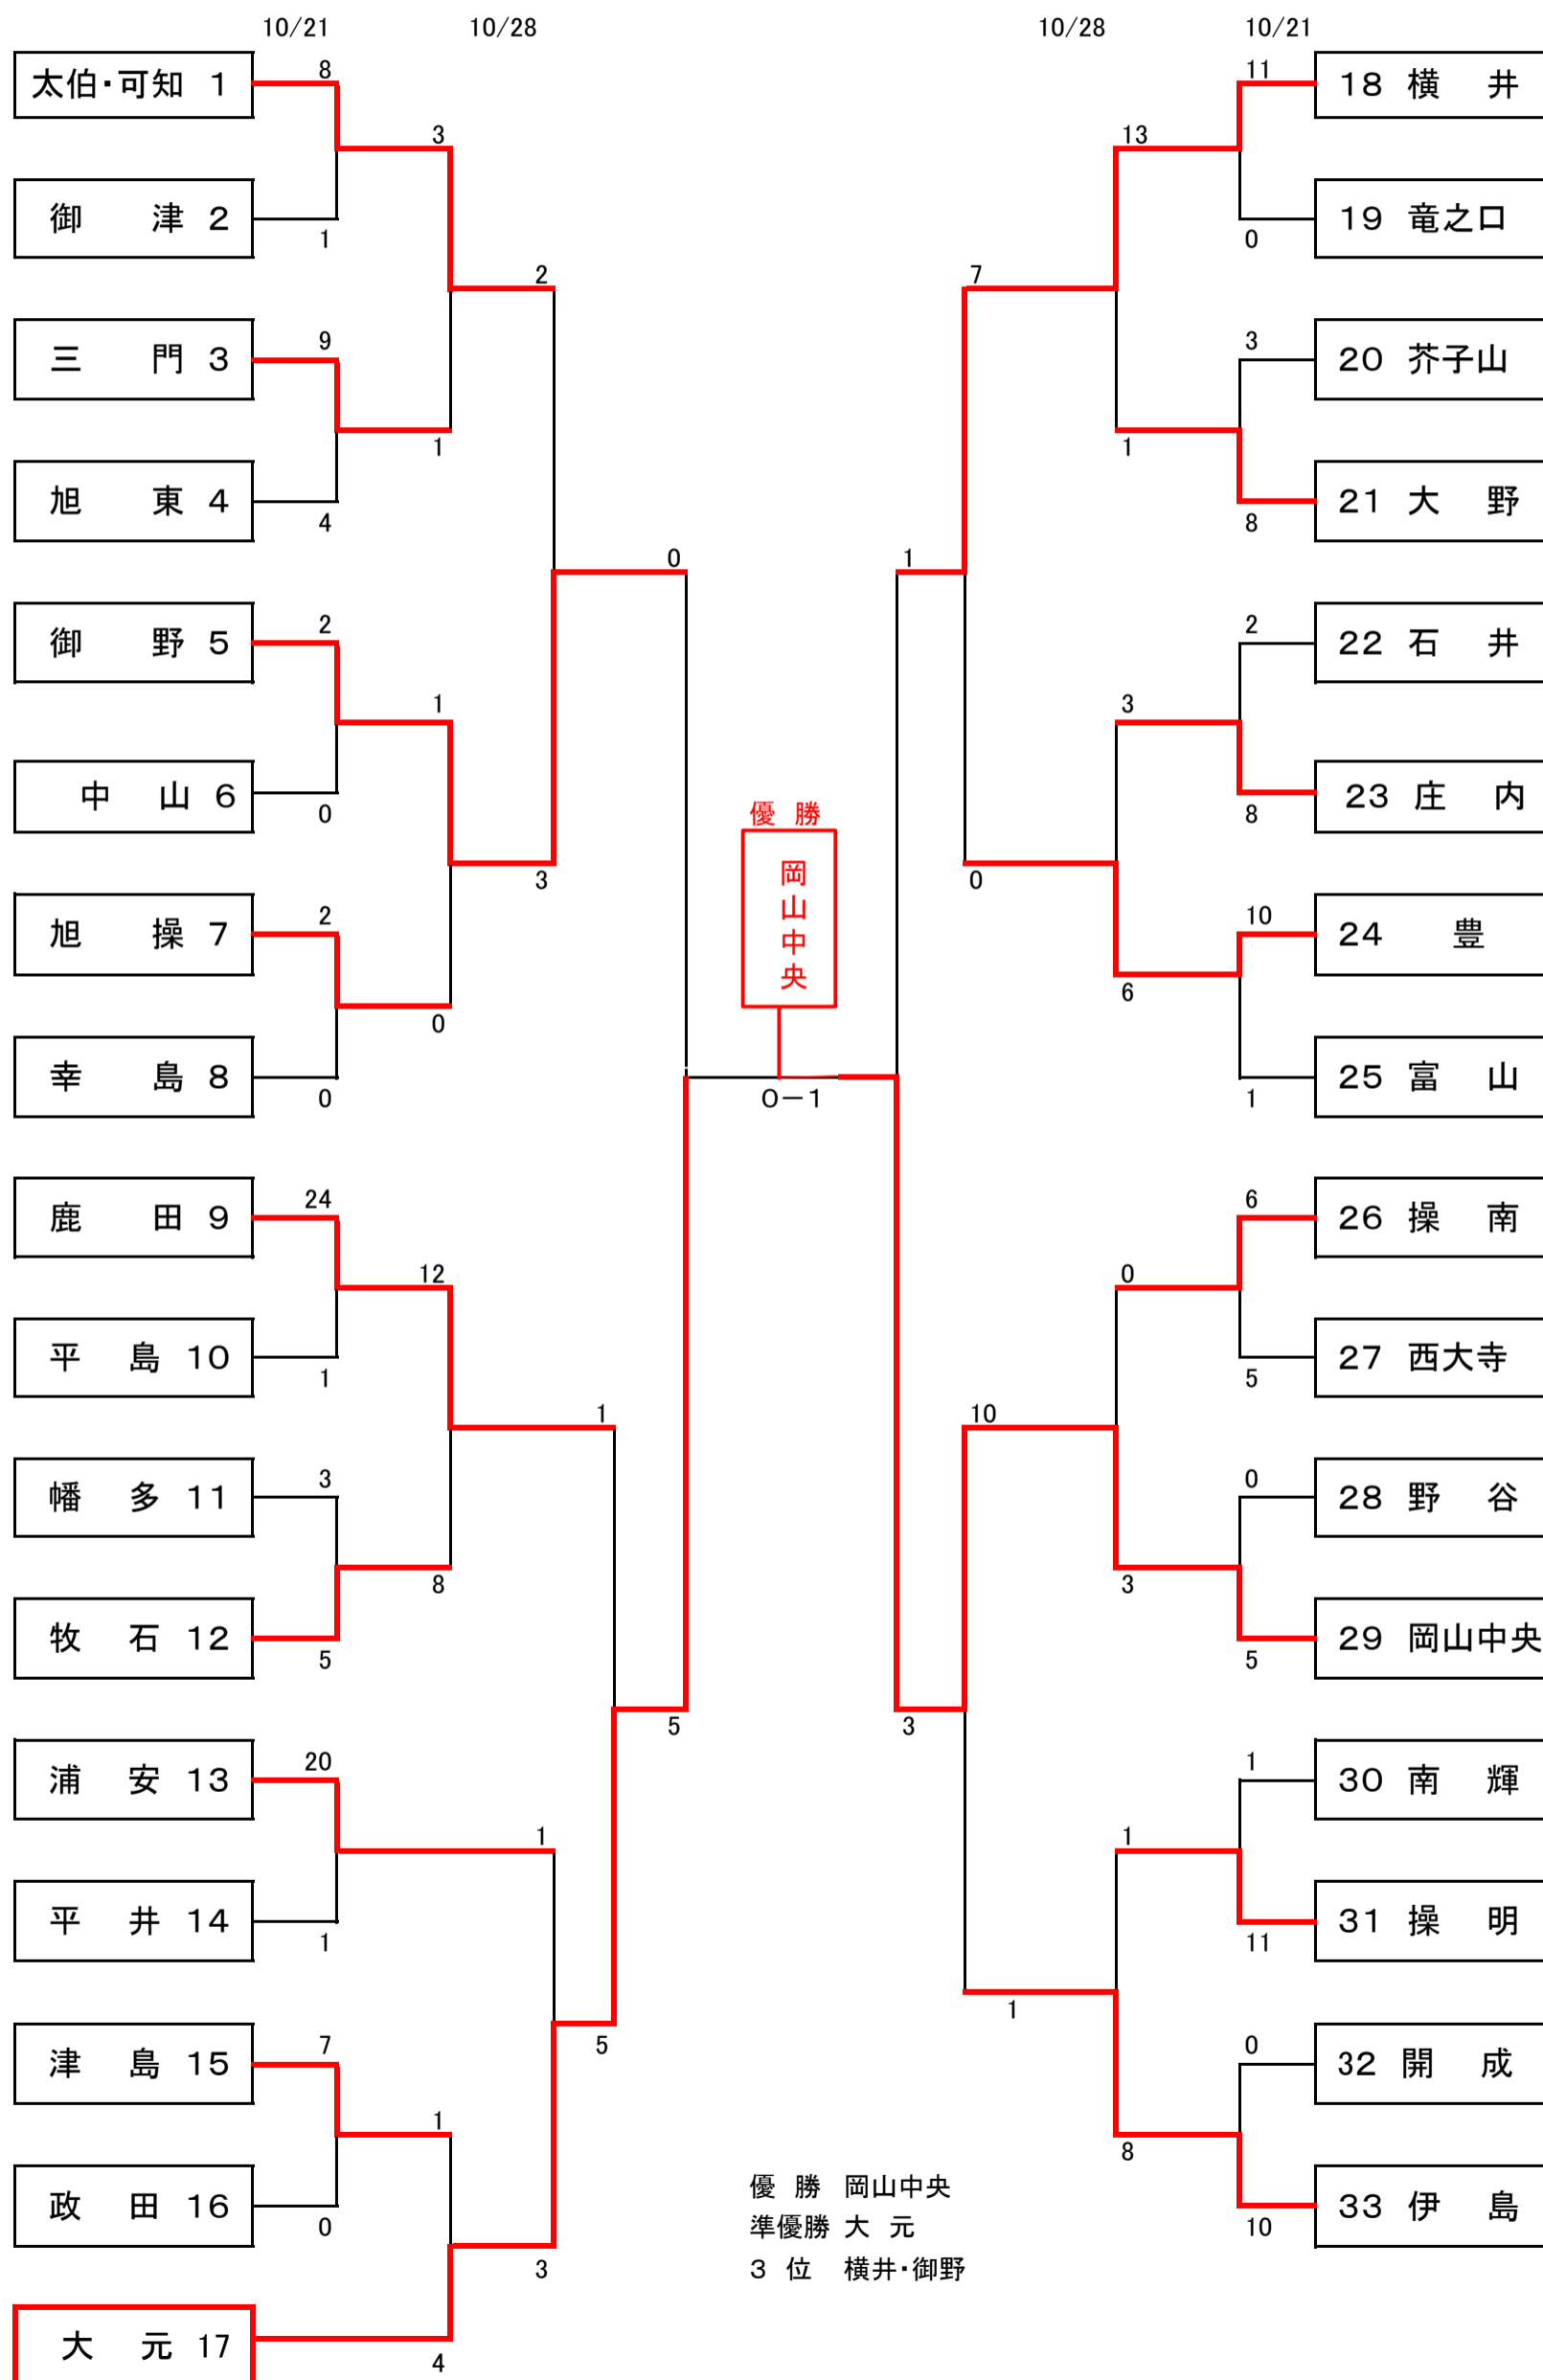 10/21 10/28 10/28 10/21
太伯・可知 1 8 11 18 横 井
3 13
御 津 2 1 0 19 竜之口
2 7
三 門 3 9 3 20 芥子山
1 1
旭 東 4 4 8 21 大 野
0 1
御 野 5 2 2 22 石 井
1 3
中 山 6 0 8 23 庄 内
優 勝
岡山中央
3 0
旭 操 7 2 10 24 豊
0 6
幸 島 8 0 1 25 富 山
0－1
鹿 田 9 24 6 26 操 南
12 0
平 島 10 1 5 27 西大寺
1 10
幡 多 11 3 0 28 野 谷
8 3
牧 石 12 5 5 29 岡山中央
5 3
浦 安 13 20 1 30 南 輝
1 1
平 井 14 1 11 31 操 明
5 1
津 島 15 7 0 32 開 成
1 8
政 田 16 0 10 33 伊 島
3
大 元 17 4
優 勝 岡山中央
準優勝 大 元
3 位 横井・御野